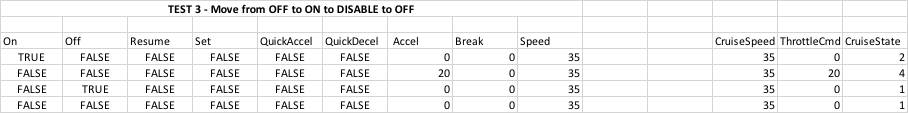 TEST 3 - Move from OFF to ON to DISABLE to OFF
On Off Resume Set QuickAccel QuickDecel Accel Break Speed CruiseSpeed ThrottleCmd CruiseState
TRUE FALSE FALSE FALSE FALSE FALSE 0 0 35 35 0 2
FALSE FALSE FALSE FALSE FALSE FALSE 20 0 35 35 20 4
FALSE TRUE FALSE FALSE FALSE FALSE 0 0 35 35 0 1
FALSE FALSE FALSE FALSE FALSE FALSE 0 0 35 35 0 1